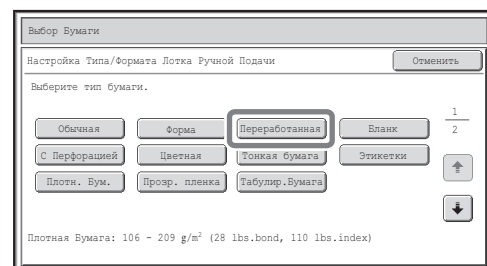 Выбор Бумаги
Настройка Типа/Формата Лотка Ручной Подачи Отменить
Выберите тип бумаги.
Обычная Форма Переработанная Бланк
С Перфорацией Цветная Тонкая бумага Этикетки
Плотн. Бум. Прозр. пленка Табулир.Бумага
1
2
Плотная Бумага: 106 - 209 g/m² (28 lbs.bond, 110 lbs.index)